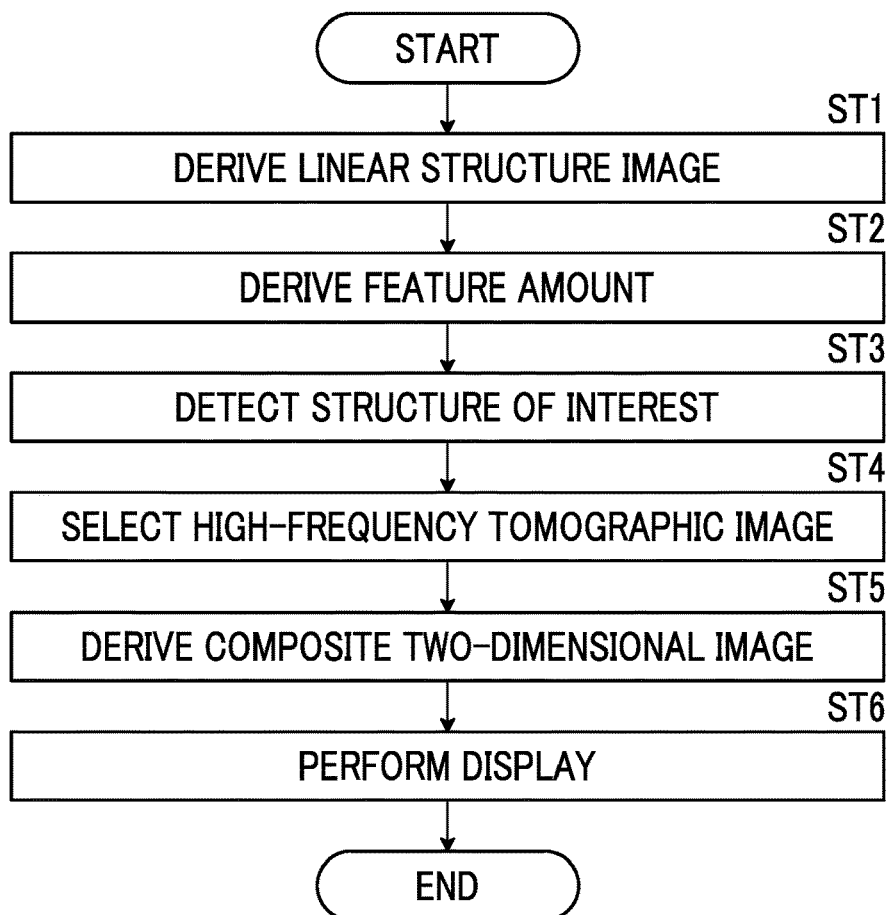 START
ST1
DERIVE LINEAR STRUCTURE IMAGE
ST2
DERIVE FEATURE AMOUNT
ST3
DETECT STRUCTURE OF INTEREST
ST4
SELECT HIGH-FREQUENCY TOMOGRAPHIC IMAGE
ST5
DERIVE COMPOSITE TWO-DIMENSIONAL IMAGE
ST6
PERFORM DISPLAY
END